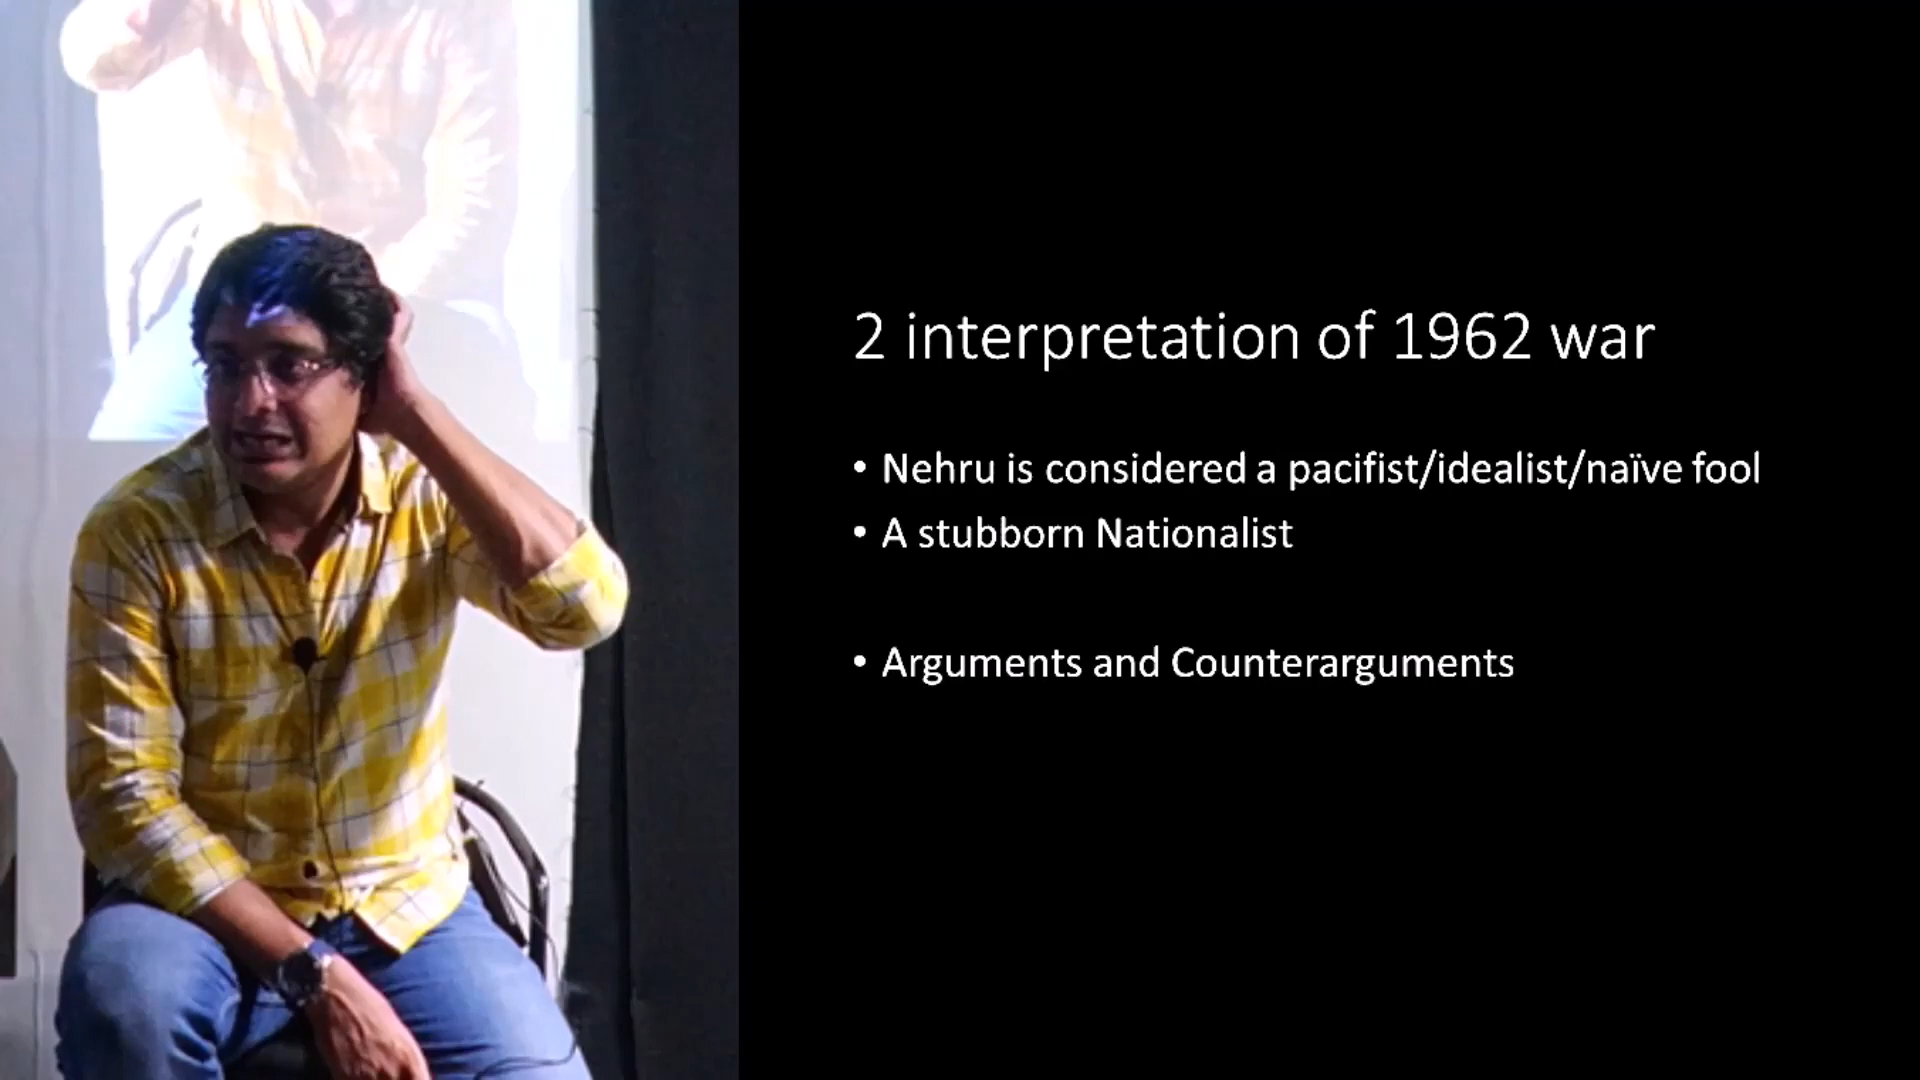 2 interpretation of 1962 war
• Nehru is considered a pacifist/idealist/naïve fool
• A stubborn Nationalist
• Arguments and Counterarguments